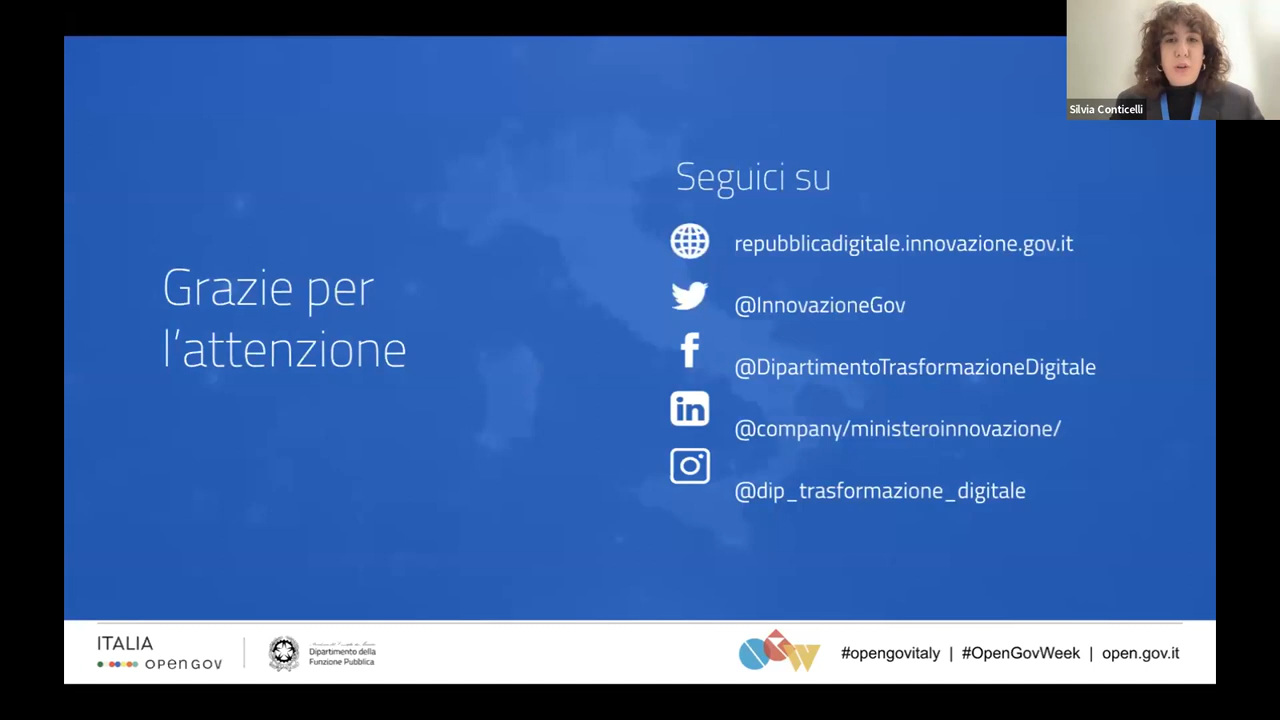 Silvia Conticelli
Seguici su
repubblicadigitale.innovazione.gov.it
@InnovazioneGov
@DipartimentoTrasformazioneDigitale
@company/ministeroinnovazione/
@dip_trasformazione_digitale
Grazie per
l'attenzione
ITALIA
OPEN GOV
Dipartimento della
Funzione Pubblica
OGW
#opengovitaly | #OpenGovWeek | open.gov.it